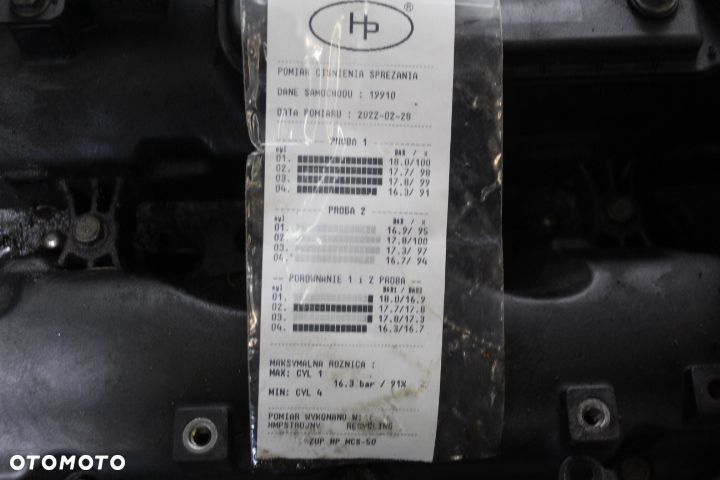 HP ®
POMIAR CISNIENIA SPREZANIA
DANE SAMOCHODU : 19910
DATA POMIARU : 2022-02-28
PROBA 1
cyl BAR / %
01. 18.0/100
02. 17.7/ 98
03. 17.8/ 99
04. 16.3/ 91
PROBA 2
cyl BAR / %
01. 16.9/ 95
02. 17.8/100
03. 17.3/ 97
04. 16.7/ 94
POROWNANIE 1 i 2 PROBA
cyl BAR1 / BAR2
01. 18.0/16.9
02. 17.7/17.8
03. 17.8/17.3
04. 16.3/16.7
MAKSYMALNA ROZNICA :
MAX: CYL 1
16.3 bar / 91%
MIN: CYL 4
POMIAR WYKONANO W:
HMPSTROJNY RECYCLING
ZUP HP MCS-50
OTOMOTO